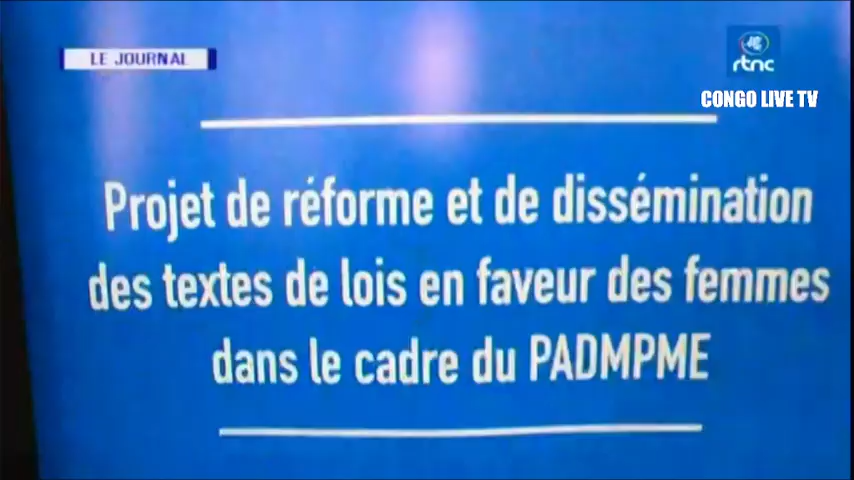 LE JOURNAL
rtnc
CONGO LIVE TV
Projet de réforme et de dissémination
des textes de lois en faveur des femmes
dans le cadre du PADMPME